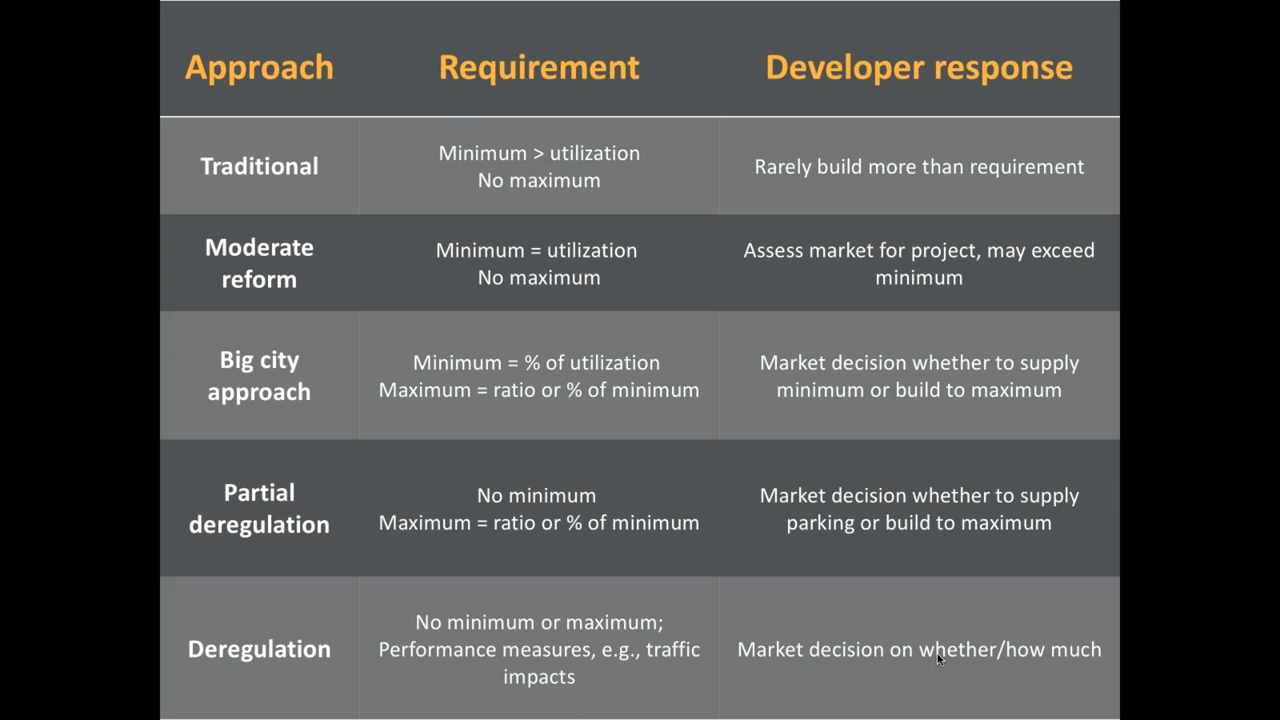 Approach
Requirement
Developer response
Traditional
Minimum > utilization
No maximum
Rarely build more than requirement
Moderate
reform
Minimum = utilization
No maximum
Assess market for project, may exceed
minimum
Big city
approach
Minimum = % of utilization
Maximum = ratio or % of minimum
Market decision whether to supply
minimum or build to maximum
Partial
deregulation
No minimum
Maximum = ratio or % of minimum
Market decision whether to supply
parking or build to maximum
Deregulation
No minimum or maximum;
Performance measures, e.g., traffic
impacts
Market decision on whether/how much